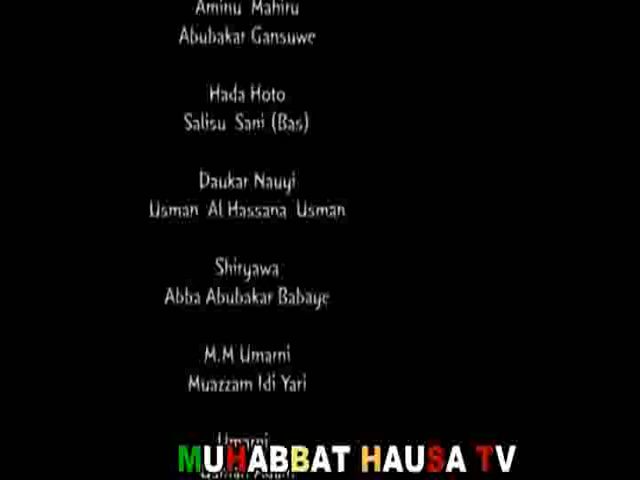 Aminu Mahiru
Abubakar Gansuwe
Hada Hoto
Salisu Sani (Bas)
Daukar Nauyi
Usman Al Hassana Usman
Shiryawa
Abba Abubakar Babaye
M.M Umarni
Muazzam Idi Yari
Umarni
MUHABBAT HAUSA TV